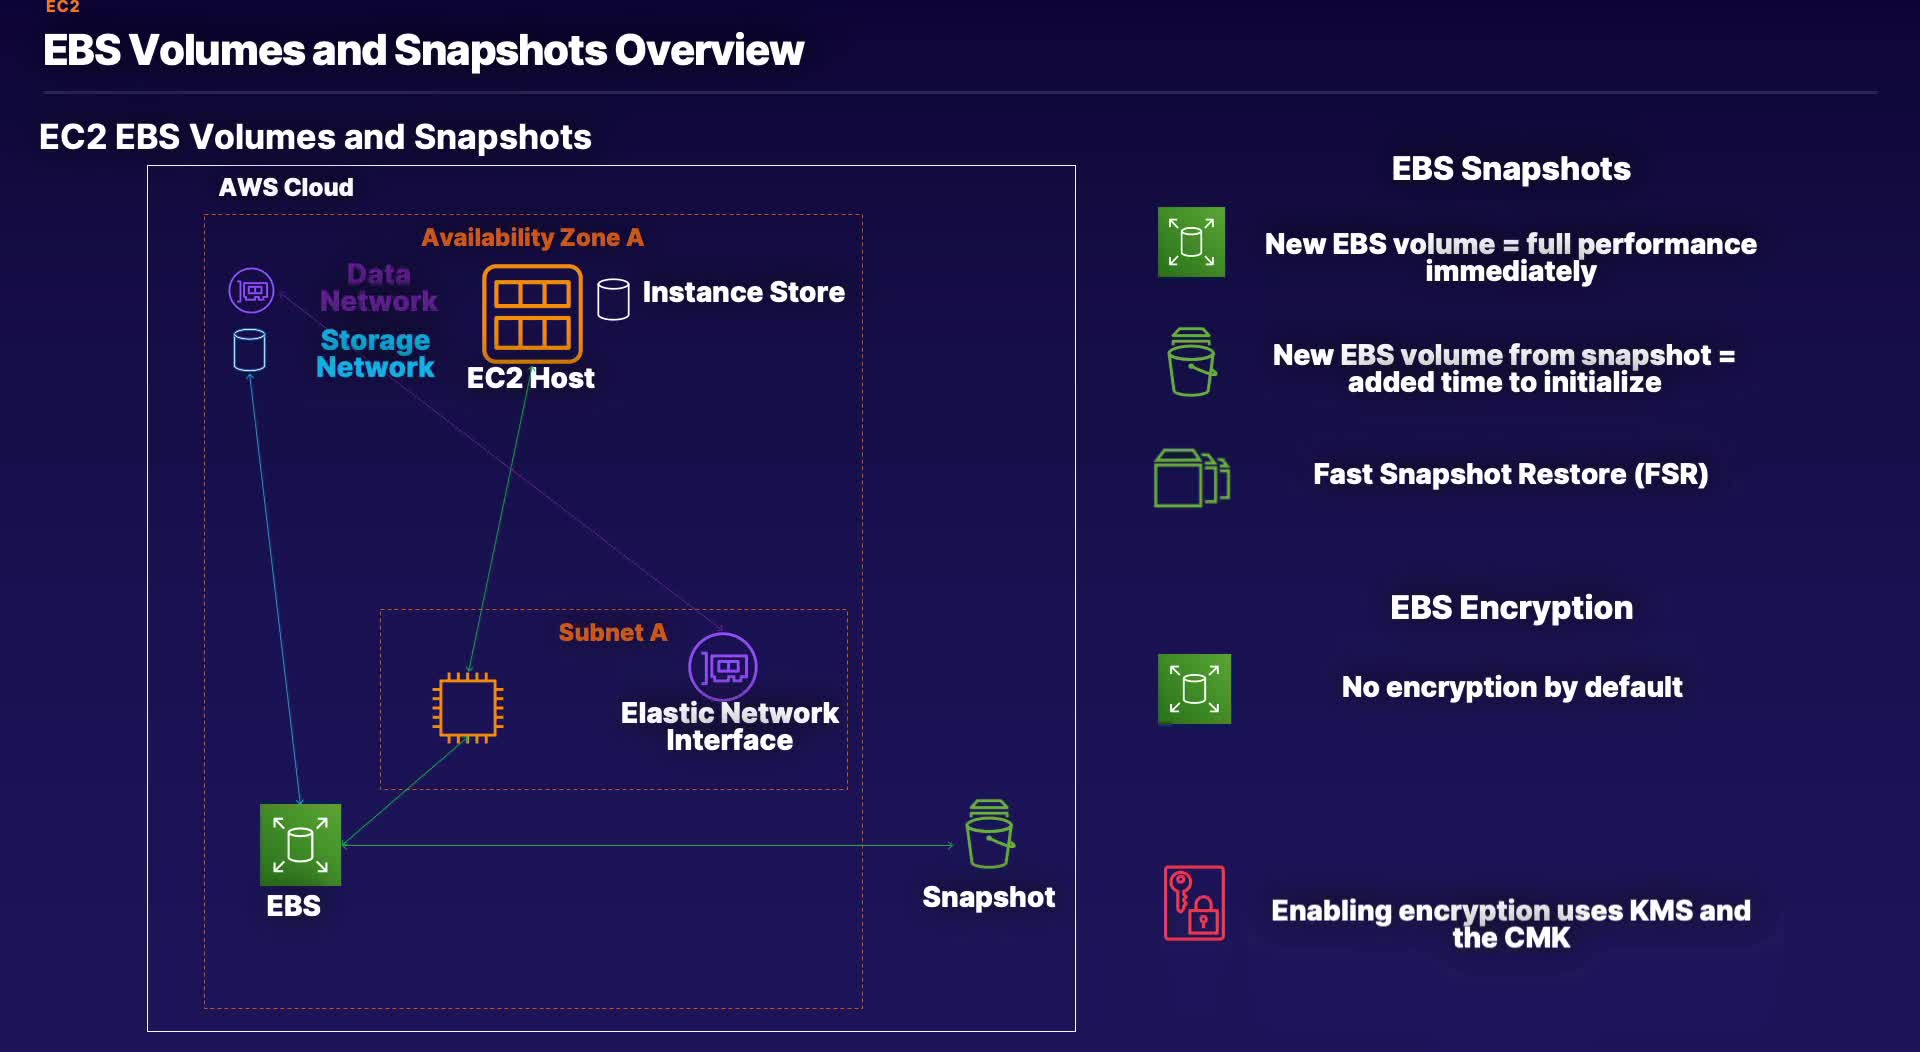 EC2
EBS Volumes and Snapshots Overview
EC2 EBS Volumes and Snapshots
AWS Cloud
Availability Zone A
Data
Network
Storage
Network
EC2 Host
Instance Store
Subnet A
Elastic Network
Interface
EBS
Snapshot
EBS Snapshots
New EBS volume = full performance
immediately
New EBS volume from snapshot =
added time to initialize
Fast Snapshot Restore (FSR)
EBS Encryption
No encryption by default
Enabling encryption uses KMS and
the CMK